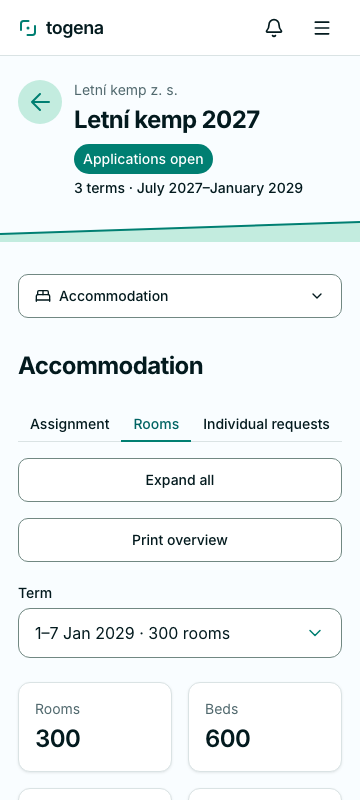 togena
Letní kemp z. s.
Letní kemp 2027
Applications open
3 terms · July 2027–January 2029
Accommodation
Accommodation
Assignment
Rooms
Individual requests
Expand all
Print overview
Term
1–7 Jan 2029 · 300 rooms
Rooms
Beds
300
600